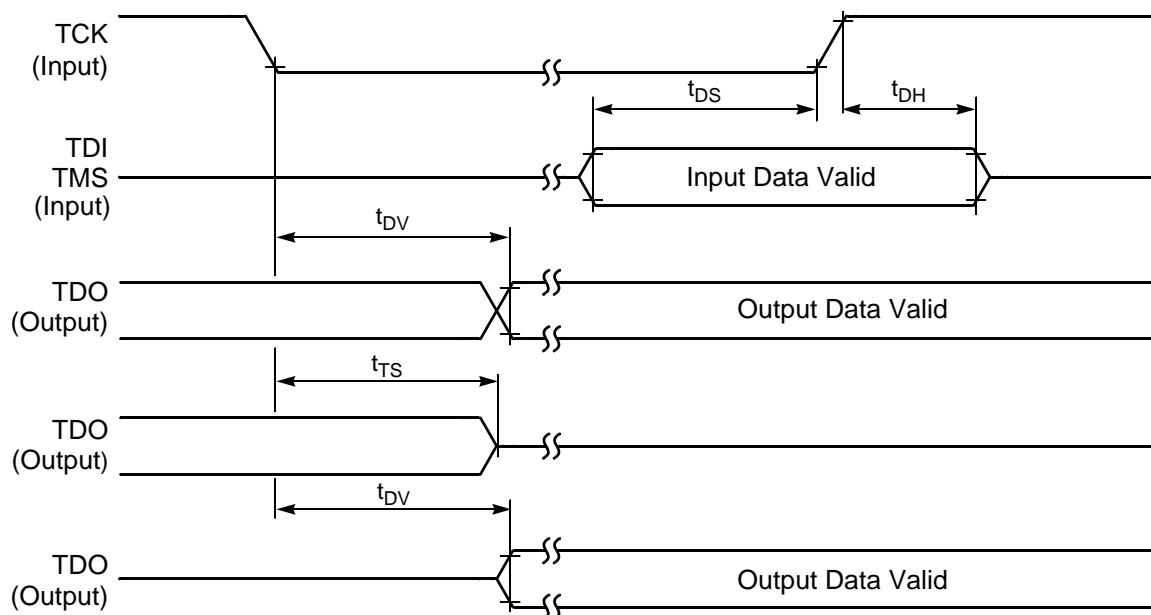 TCK
(Input)
tDS
tDH
TDI
TMS
(Input)
Input Data Valid
tDV
TDO
(Output)
Output Data Valid
tTS
TDO
(Output)
tDV
TDO
(Output)
Output Data Valid